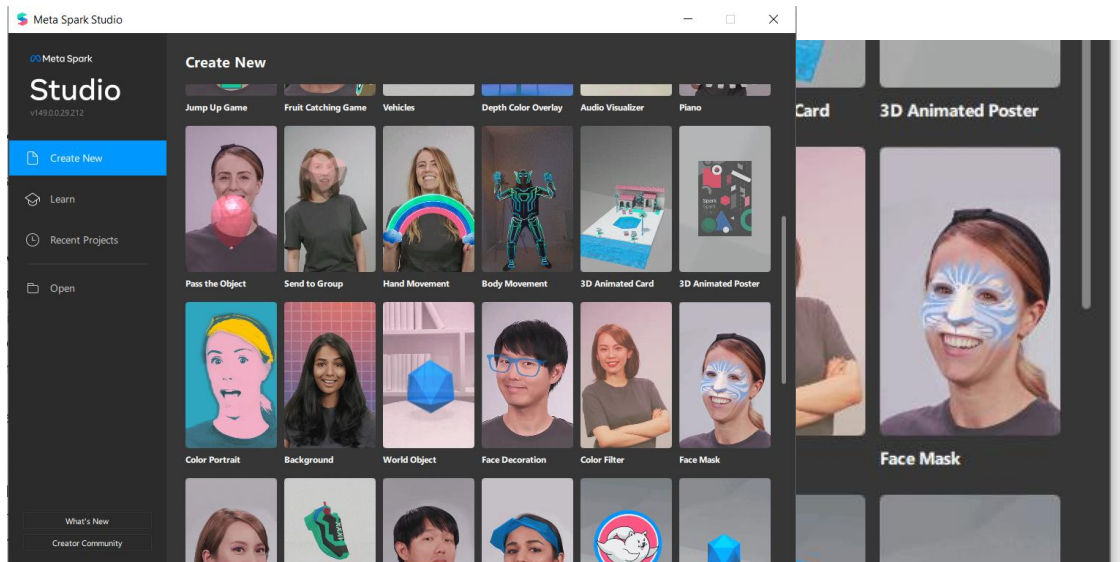 Meta Spark Studio
Meta Spark
Studio
v149.0.0.29.212
Create New
Learn
Recent Projects
Open
What's New
Creator Community
Create New
Jump Up Game
Fruit Catching Game
Vehicles
Depth Color Overlay
Audio Visualizer
Piano
Pass the Object
Send to Group
Hand Movement
Body Movement
3D Animated Card
3D Animated Poster
Color Portrait
Background
World Object
Face Decoration
Color Filter
Face Mask
Card
3D Animated Poster
Face Mask